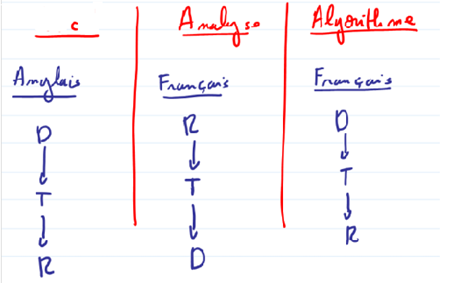 c Analyse Algorithme
Anglais Français Français
D R D
T T T
R D R